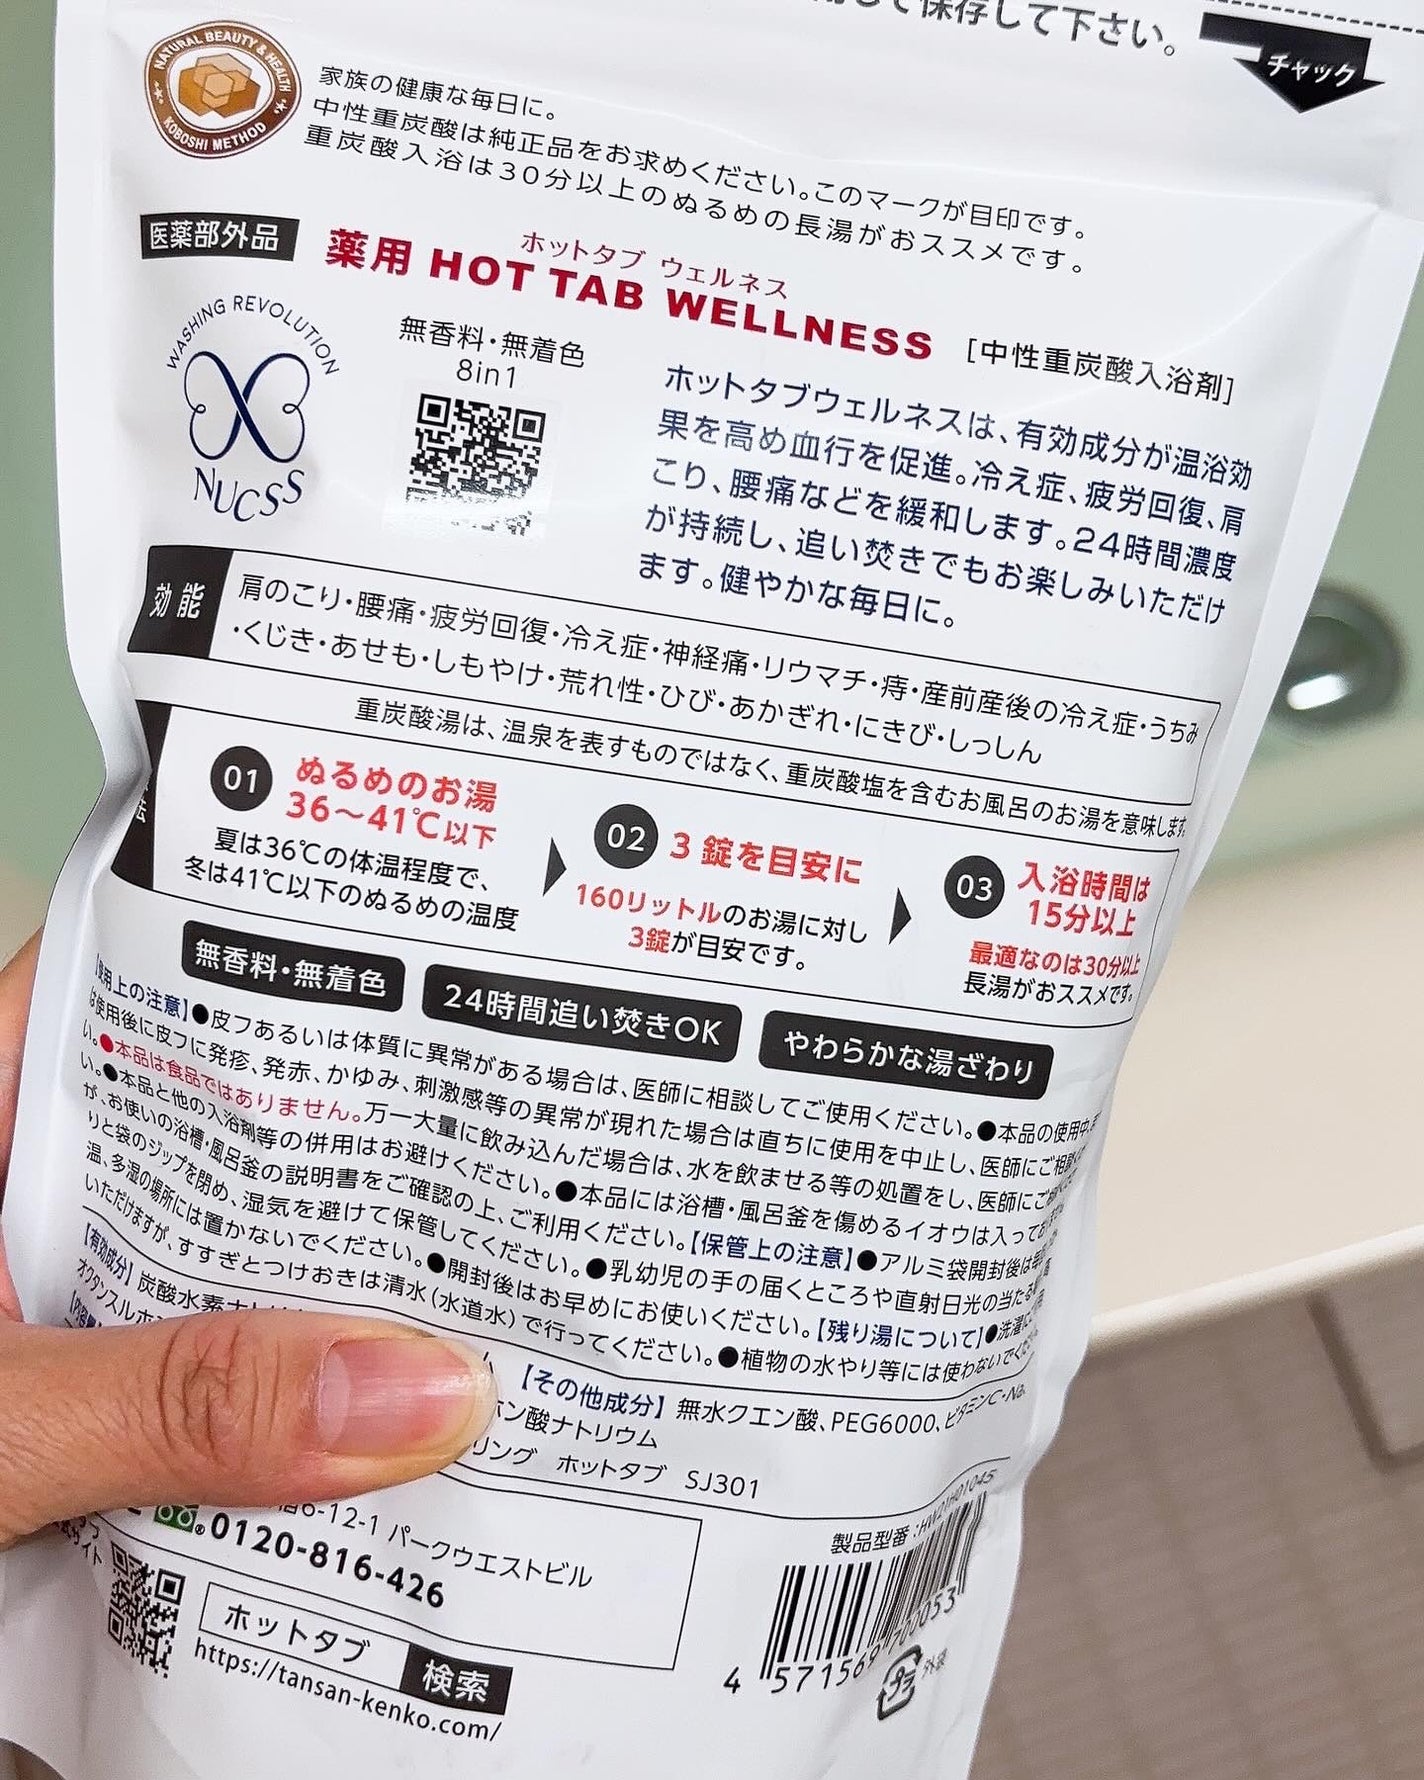 保存して下さい。
チャック
NATURAL BEAUTY & HEALTH
KOBOSHI METHOD
家族の健康な毎日に。
中性重炭酸は純正品をお求めください。このマークが目印です。
重炭酸入浴は30分以上のぬるめの長湯がおススメです。
医薬部外品
ホットタブ ウェルネス
薬用 HOT TAB WELLNESS [中性重炭酸入浴剤]
WASHING REVOLUTION
NUCSS
無香料・無着色
8in1
ホットタブウェルネスは、有効成分が温浴効
果を高め血行を促進。冷え症、疲労回復、肩
こり、腰痛などを緩和します。24時間濃度
が持続し、追い焚きでもお楽しみいただけ
ます。健やかな毎日に。
効能
肩のこり・腰痛・疲労回復・冷え症・神経痛・リウマチ・痔・産前産後の冷え症・うちみ
・くじき・あせも・しもやけ・荒れ性・ひび・あかぎれ・にきび・しっしん
重炭酸湯は、温泉を表すものではなく、重炭酸塩を含むお風呂のお湯を意味します。
法
01 ぬるめのお湯
36〜41℃以下
夏は36℃の体温程度で、
冬は41℃以下のぬるめの温度
02 3錠を目安に
160リットルのお湯に対し
3錠が目安です。
03 入浴時間は
15分以上
最適なのは30分以上
長湯がおススメです。
無香料・無着色
24時間追い焚きOK
やわらかな湯ざわり
使用上の注意】●皮フあるいは体質に異常がある場合は、医師に相談してご使用ください。●本品の使用中
は使用後に皮フに発疹、発赤、かゆみ、刺激感等の異常が現れた場合は直ちに使用を中止し、医師にご相談
い。●本品は食品ではありません。万一大量に飲み込んだ場合は、水を飲ませる等の処置をし、医師にご
い。●本品と他の入浴剤等の併用はお避けください。●本品には浴槽・風呂釜を傷めるイオウは入って
が、お使いの浴槽・風呂釜の説明書をご確認の上、ご利用ください。【保管上の注意】●アルミ袋開封後は
りと袋のジップを閉め、湿気を避けて保管してください。●乳幼児の手の届くところや直射日光の当たる
温、多湿の場所には置かないでください。●開封後はお早めにお使いください。【残り湯について】●洗濯
いただけますが、すすぎとつけおきは清水(水道水)で行ってください。●植物の水やり等には使わないで
【有効成分】炭酸水素 【その他成分】無水クエン酸、PEG6000、ビタミンC・Na、
オクタンスルホ ン酸ナトリウム
【内容量 リング ホットタブ SJ301
6-12-1 パークウエストビル
0120-816-426
サイト
ホットタブ 検索
https://tansan-kenko.com/
製品型番：HW01H01045
4 571569 700053
プラ 外袋